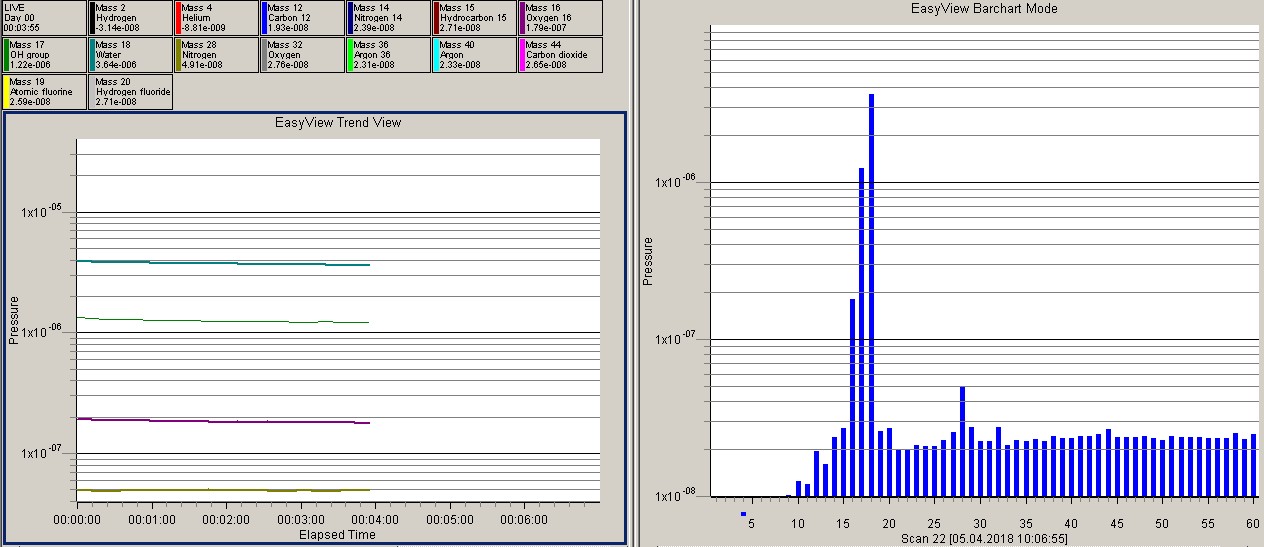 LIVE
Day 00
00:03:55
Mass 2
Hydrogen
-3.14e-008
Mass 4
Helium
-8.81e-009
Mass 12
Carbon 12
1.93e-008
Mass 14
Nitrogen 14
2.39e-008
Mass 15
Hydrocarbon 15
2.71e-008
Mass 16
Oxygen 16
1.79e-007
Mass 17
OH group
1.22e-006
Mass 18
Water
3.64e-006
Mass 28
Nitrogen
4.91e-008
Mass 32
Oxygen
2.76e-008
Mass 36
Argon 36
2.31e-008
Mass 40
Argon
2.33e-008
Mass 44
Carbon dioxide
2.65e-008
Mass 19
Atomic fluorine
2.59e-008
Mass 20
Hydrogen fluoride
2.71e-008
EasyView Trend View
1x10 -05
1x10 -06
1x10 -07
Pressure
00:00:00 00:01:00 00:02:00 00:03:00 00:04:00 00:05:00 00:06:00
Elapsed Time
EasyView Barchart Mode
1x10 -06
1x10 -07
1x10 -08
Pressure
5 10 15 20 25 30 35 40 45 50 55 60
Scan 22 [05.04.2018 10:06:55]